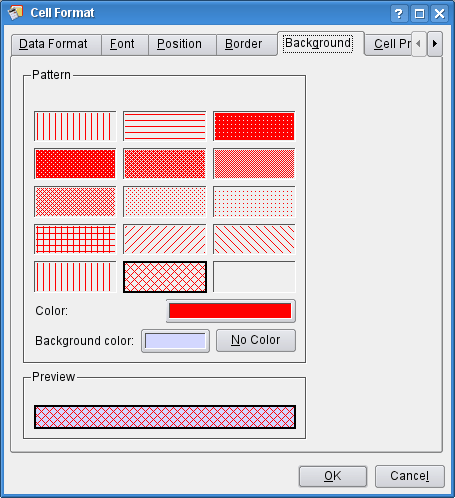 Cell Format
Data Format Font Position Border Background Cell Pr
Pattern
Color:
Background color: No Color
Preview
OK Cancel